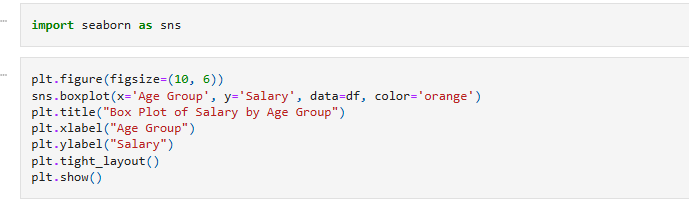 import seaborn as sns
plt.figure(figsize=(10, 6))
sns.boxplot(x='Age Group', y='Salary', data=df, color='orange')
plt.title("Box Plot of Salary by Age Group")
plt.xlabel("Age Group")
plt.ylabel("Salary")
plt.tight_layout()
plt.show()